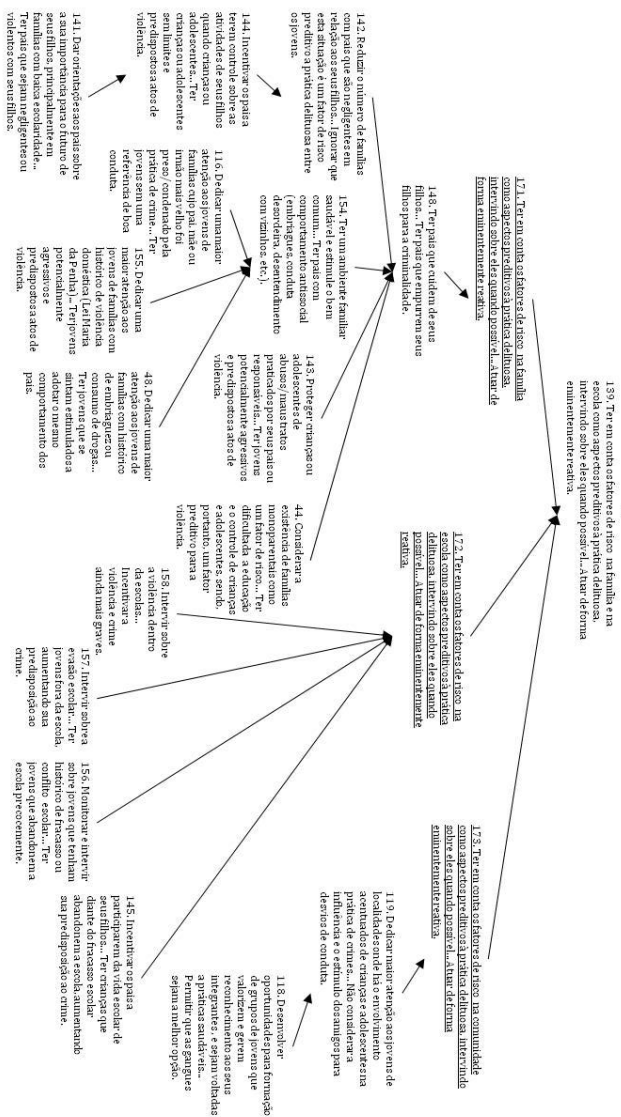 139. Ter em conta os fatores de risco na família e na
escola como aspectos preditivos à prática delituosa,
intervindo sobre eles quando possível... Atuar de forma
eminentemente reativa.
171. Ter em conta os fatores de risco na família
como aspectos preditivos à prática delituosa,
intervindo sobre eles quando possível... Atuar de
forma eminentemente reativa.
172. Ter em conta os fatores de risco na
escola como aspectos preditivos à prática
delituosa, intervindo sobre eles quando
possível... Atuar de forma eminentemente
reativa.
173. Ter em conta os fatores de risco na comunidade
como aspectos preditivos à prática delituosa, intervindo
sobre eles quando possível... Atuar de forma
eminentemente reativa.
148. Ter pais que cuidem de seus
filhos... Ter pais que empurrem seus
filhos para a criminalidade.
119. Dedicar maior atenção aos jovens de
localidades onde há o envolvimento
acentuados de crianças e adolescentes na
prática de crimes... Não considerar a
influência e o estímulo dos amigos para
desvios de conduta.
142. Reduzir o número de famílias
com pais que são negligentes em
relação aos seus filhos... Ignorar que
esta situação é um fator de risco
preditivo a prática delituosa entre
os jovens.
154. Ter um ambiente familiar
saudável e estimule o bem
comum... Ter pais com
comportamento antissocial
(embriagues, conduta
desordeira, desentendimento
com vizinhos, etc.).
143. Proteger crianças ou
adolescentes de
abusos/maus tratos
praticados por seus pais ou
responsáveis... Ter jovens
potencialmente agressivos
e predispostos a atos de
violência.
44. Considerar a
existência de famílias
monoparentais como
um fator de risco... Ter
dificultada a educação
e o controle de crianças
e adolescentes, sendo,
portanto, um fator
preditivo para a
violência.
118. Desenvolver
oportunidades para formação
de grupos de jovens que
valorizem e gerem
reconhecimento aos seus
integrantes, e sejam voltadas
a práticas saudáveis...
Permitir que as gangues
sejam a melhor opção.
144. Incentivar os pais a
terem controle sobre as
atividades de seus filhos
quando crianças ou
adolescentes... Ter
crianças ou adolescentes
sem limites e
predispostos a atos de
violência.
116. Dedicar uma maior
atenção aos jovens de
famílias cujo pai, mãe ou
irmão mais velho foi
preso/condenado pela
prática de crime... Ter
jovens sem uma
referência de boa
conduta.
155. Dedicar uma
maior atenção aos
jovens de famílias com
histórico de violência
doméstica (Lei Maria
da Penha)... Ter jovens
potencialmente
agressivos e
predispostos a atos de
violência.
48. Dedicar uma maior
atenção aos jovens de
famílias com histórico
de embriaguez ou
consumo de drogas...
Ter jovens que se
sintam estimulados a
adotar o mesmo
comportamento dos
pais.
158. Intervir sobre
a violência dentro
da escolas...
Incentivar a
violência e crime
ainda mais graves.
157. Intervir sobre a
evasão escolar... Ter
jovens fora da escola,
aumentando sua
predisposição ao
crime.
156. Monitorar e intervir
sobre jovens que tenham
histórico de fracasso ou
conflito escolar... Ter
jovens que abandonem a
escola precocemente.
145. Incentivar os pais a
participarem da vida escolar de
seus filhos... Ter crianças que
diante do fracasso escolar
abandonem a escola, aumentando
sua predisposição ao crime.
141. Dar orientações aos pais sobre
a sua importância para o futuro de
seus filhos, principalmente em
famílias com baixa escolaridade...
Ter pais que sejam negligentes ou
violentos com seus filhos.